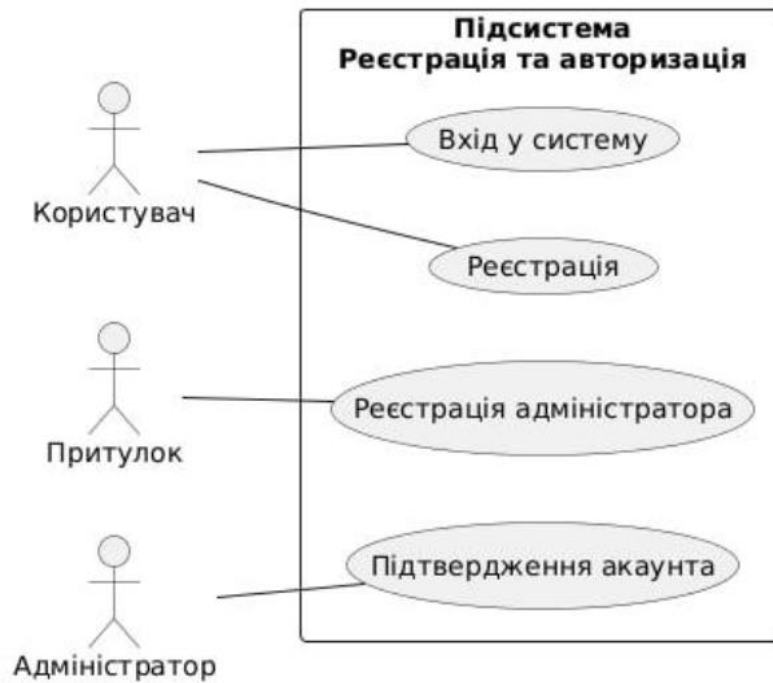 Підсистема
Реєстрація та авторизація
Вхід у систему
Користувач
Реєстрація
Реєстрація адміністратора
Притулок
Підтвердження акаунта
Адміністратор